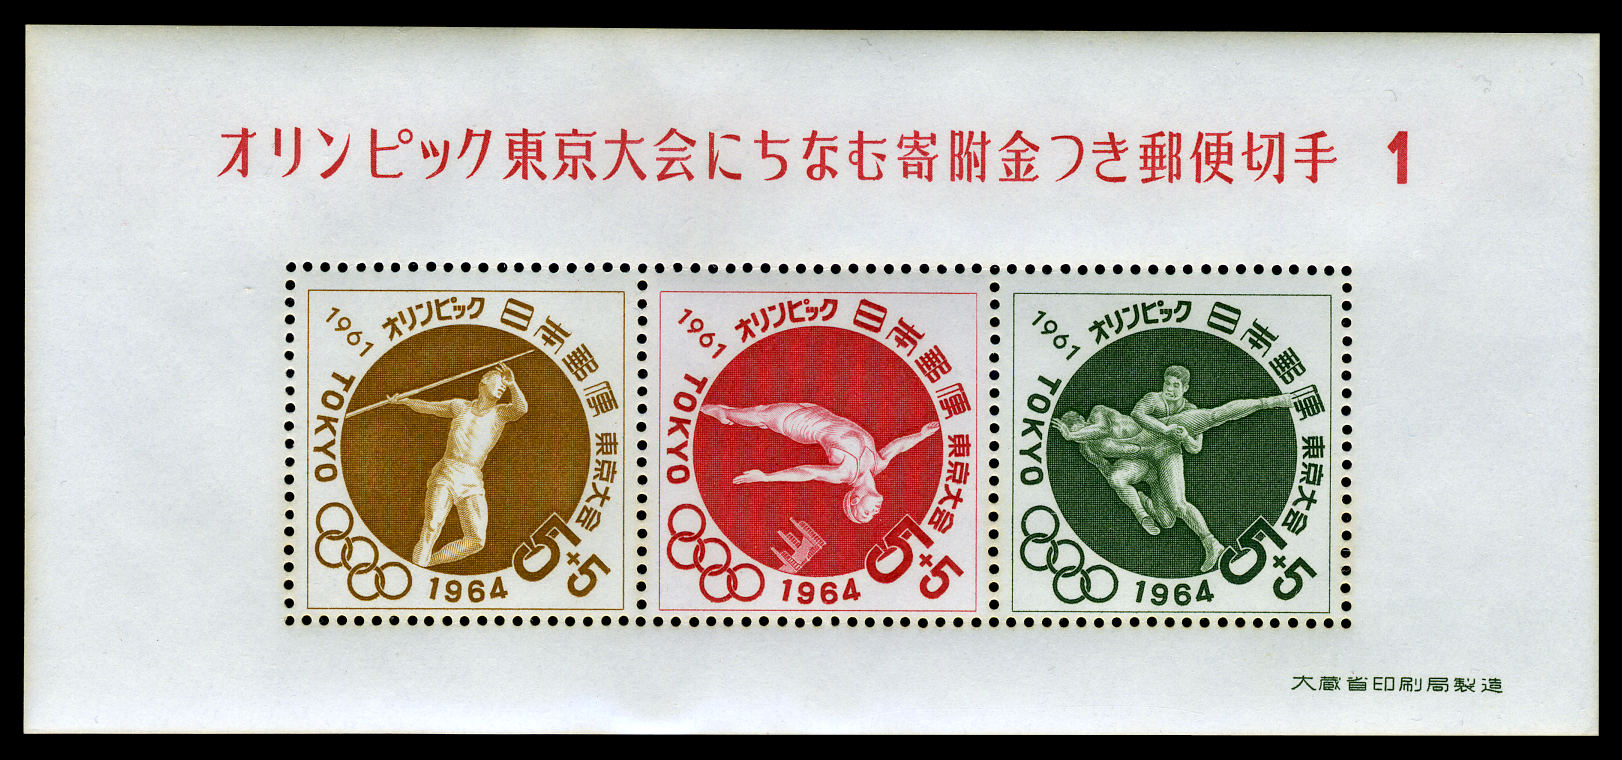 オリンピック東京大会にちなむ寄附金つき郵便切手 1
1961 オリンピック 日本郵便 東京大会
TOKYO 1964 5+5
1961 オリンピック 日本郵便 東京大会
TOKYO 1964 5+5
1961 オリンピック 日本郵便 東京大会
TOKYO 1964 5+5
大蔵省印刷局製造